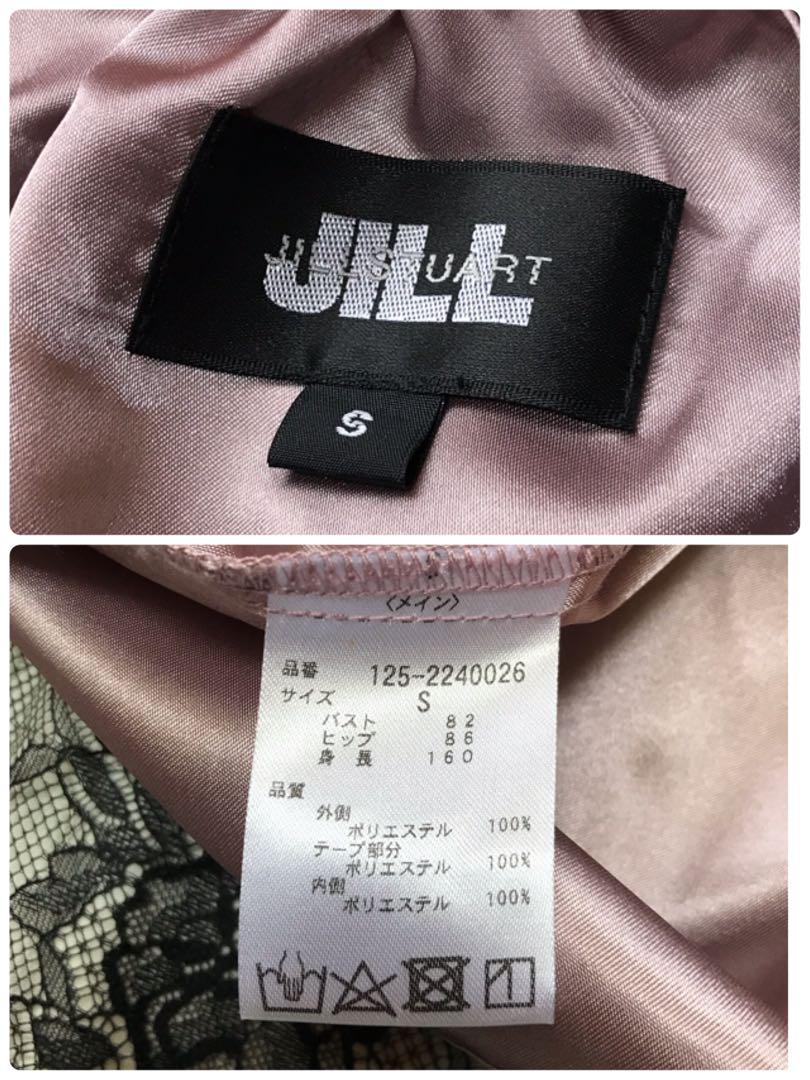 JILLSTUART
JILL
S
〈メイン〉
品番 125-2240026
サイズ S
バスト 82
ヒップ 86
身長 160
品質
外側
ポリエステル 100%
テープ部分
ポリエステル 100%
内側
ポリエステル 100%